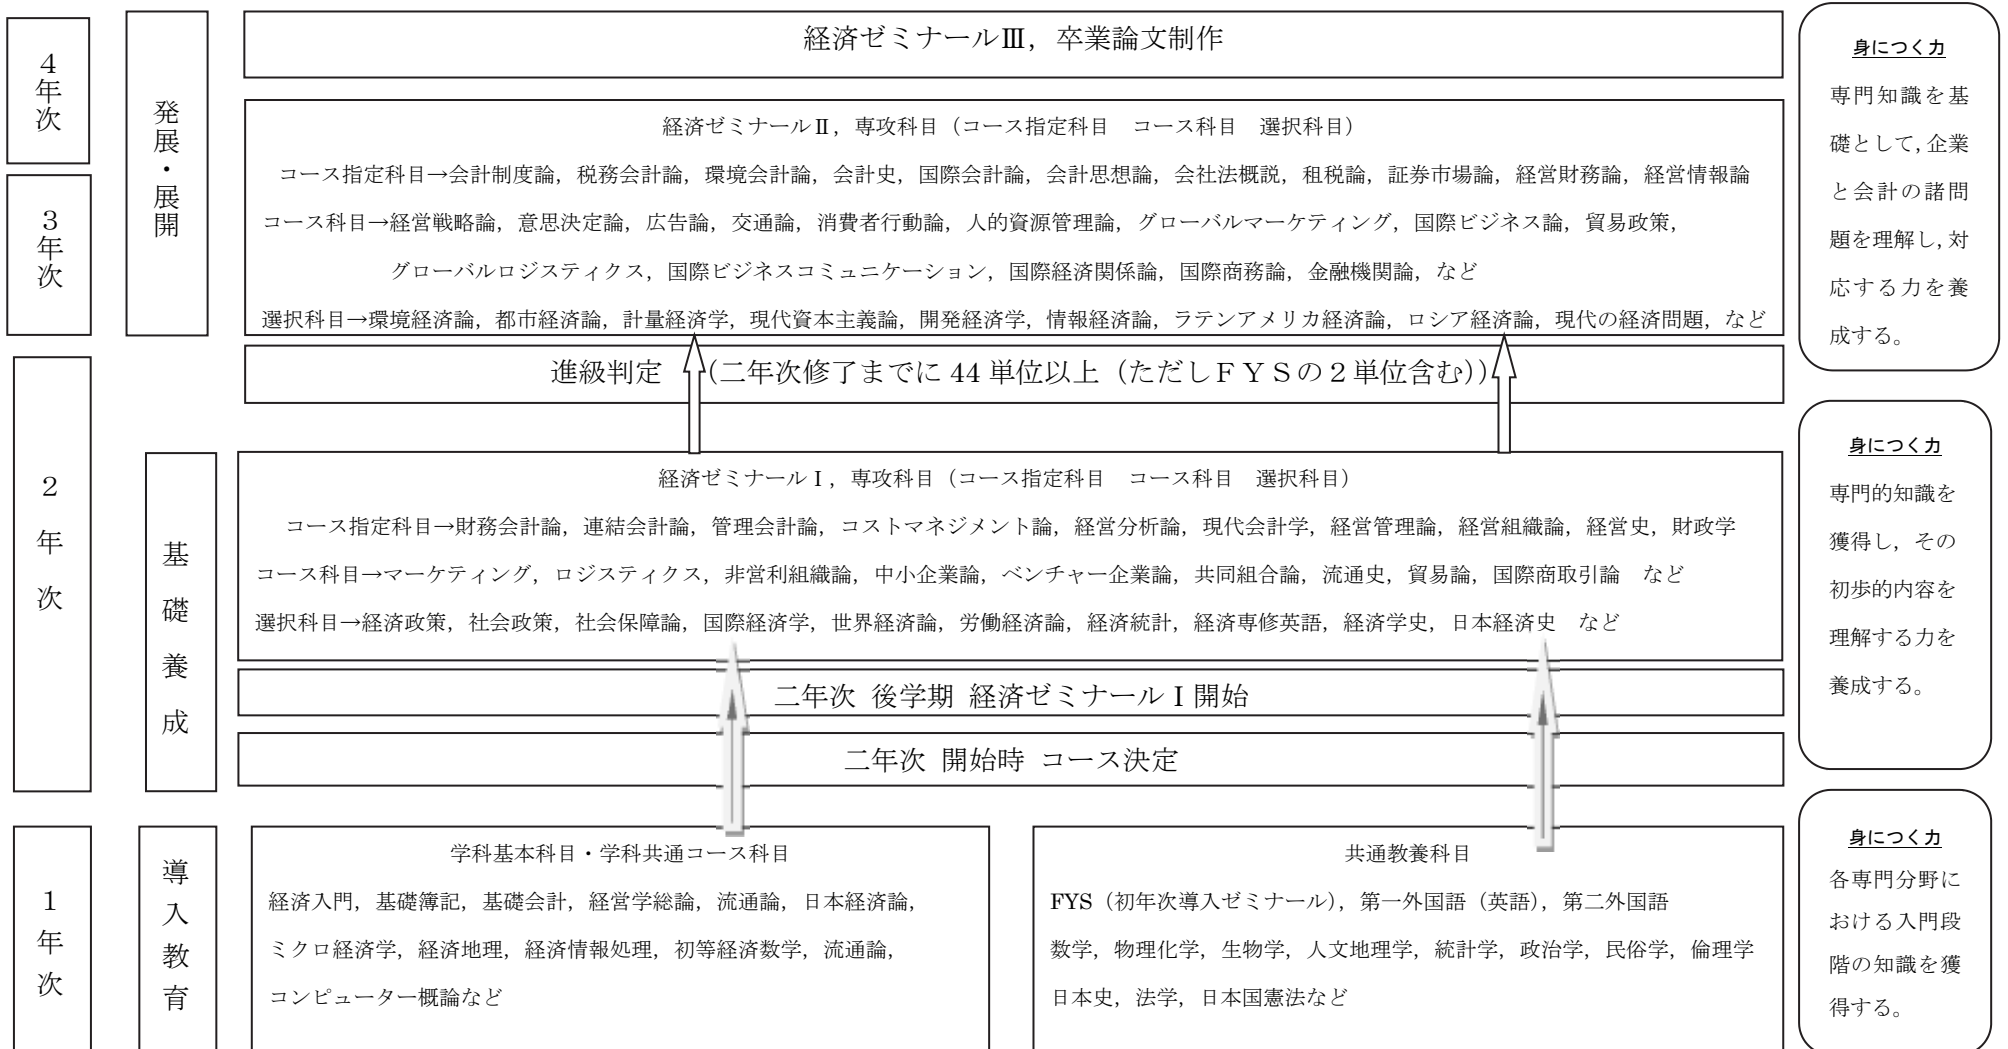 4年次
発展・展開
経済ゼミナールⅢ，卒業論文制作
3年次
経済ゼミナールⅡ，専攻科目（コース指定科目　コース科目　選択科目）
コース指定科目→会計制度論，税務会計論，環境会計論，会計史，国際会計論，会計思想論，会社法概説，租税論，証券市場論，経営財務論，経営情報論
コース科目→経営戦略論，意思決定論，広告論，交通論，消費者行動論，人的資源管理論，グローバルマーケティング，国際ビジネス論，貿易政策，
グローバルロジスティクス，国際ビジネスコミュニケーション，国際経済関係論，国際商務論，金融機関論，など
選択科目→環境経済論，都市経済論，計量経済学，現代資本主義論，開発経済学，情報経済論，ラテンアメリカ経済論，ロシア経済論，現代の経済問題，など
身につく力
専門知識を基
礎として，企業
と会計の諸問
題を理解し，対
応する力を養
成する。
進級判定　（二年次修了までに 44 単位以上（ただしＦＹＳの２単位含む））
2年次
基礎養成
経済ゼミナールⅠ，専攻科目（コース指定科目　コース科目　選択科目）
コース指定科目→財務会計論，連結会計論，管理会計論，コストマネジメント論，経営分析論，現代会計学，経営管理論，経営組織論，経営史，財政学
コース科目→マーケティング，ロジスティクス，非営利組織論，中小企業論，ベンチャー企業論，共同組合論，流通史，貿易論，国際商取引論　など
選択科目→経済政策，社会政策，社会保障論，国際経済学，世界経済論，労働経済論，経済統計，経済専修英語，経済学史，日本経済史　など
二年次 後学期 経済ゼミナールⅠ開始
二年次 開始時 コース決定
身につく力
専門的知識を
獲得し，その
初歩的内容を
理解する力を
養成する。
1年次
導入教育
学科基本科目・学科共通コース科目
経済入門，基礎簿記，基礎会計，経営学総論，流通論，日本経済論，
ミクロ経済学，経済地理，経済情報処理，初等経済数学，流通論，
コンピューター概論など
共通教養科目
FYS（初年次導入ゼミナール），第一外国語（英語），第二外国語
数学，物理化学，生物学，人文地理学，統計学，政治学，民俗学，倫理学
日本史，法学，日本国憲法など
身につく力
各専門分野に
おける入門段
階の知識を獲
得する。